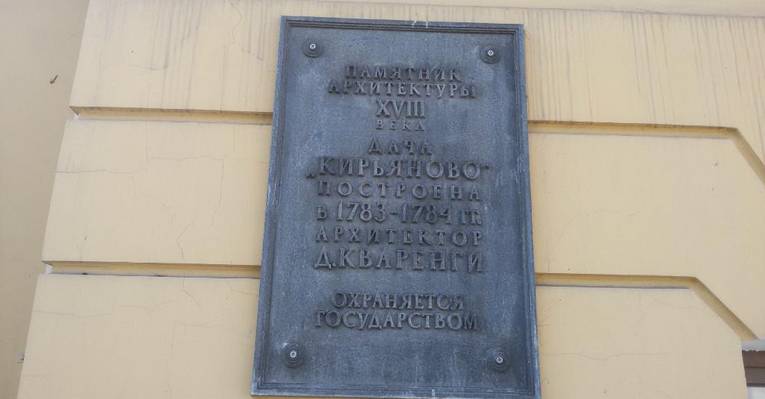 ПАМЯТНИК
АРХИТЕКТУРЫ
XVIII
ВЕКА
ДАЧА
„КИРЬЯНОВО"
ПОСТРОЕНА
в 1783-1784 гг.
АРХИТЕКТОР
Д.КВАРЕНГИ
ОХРАНЯЕТСЯ
ГОСУДАРСТВОМ